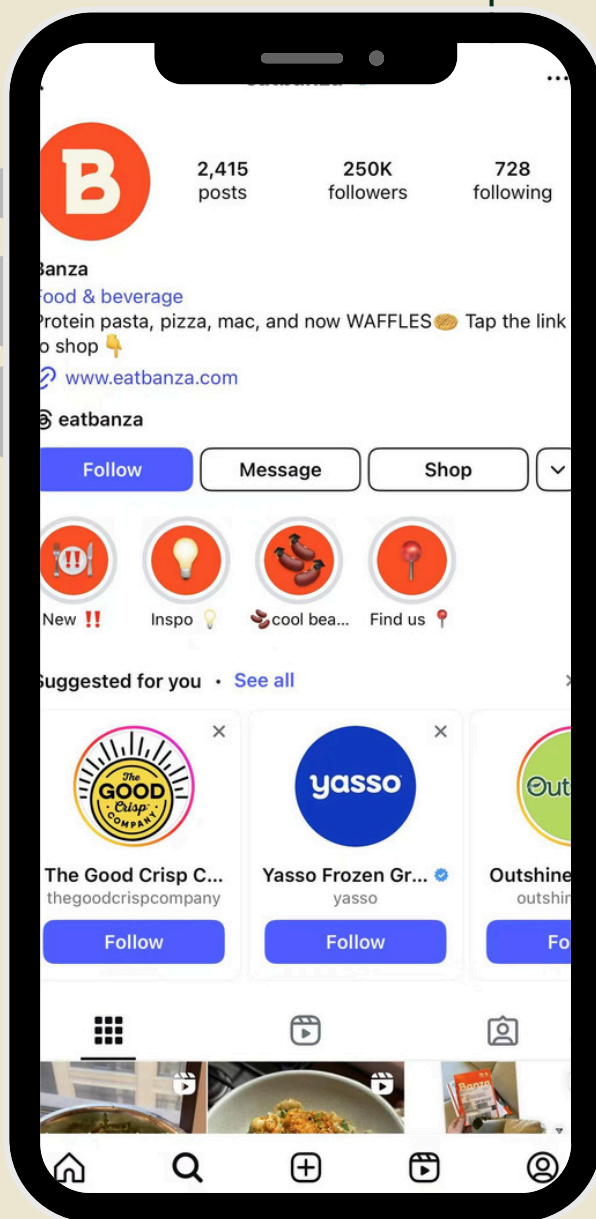 B
2,415 250K 728
posts followers following
Banza
Food & beverage
Protein pasta, pizza, mac, and now WAFFLES🧇 Tap the link
to shop 👇
www.eatbanza.com
eatbanza
Follow Message Shop
New ‼️ Inspo 💡 🫘cool bea... Find us 📍
Suggested for you • See all
The GOOD Crisp COMPANY
yasso
Out
The Good Crisp C... Yasso Frozen Gr... Outshine
thegoodcrispcompany yasso outshin
Follow Follow Fo
Banza